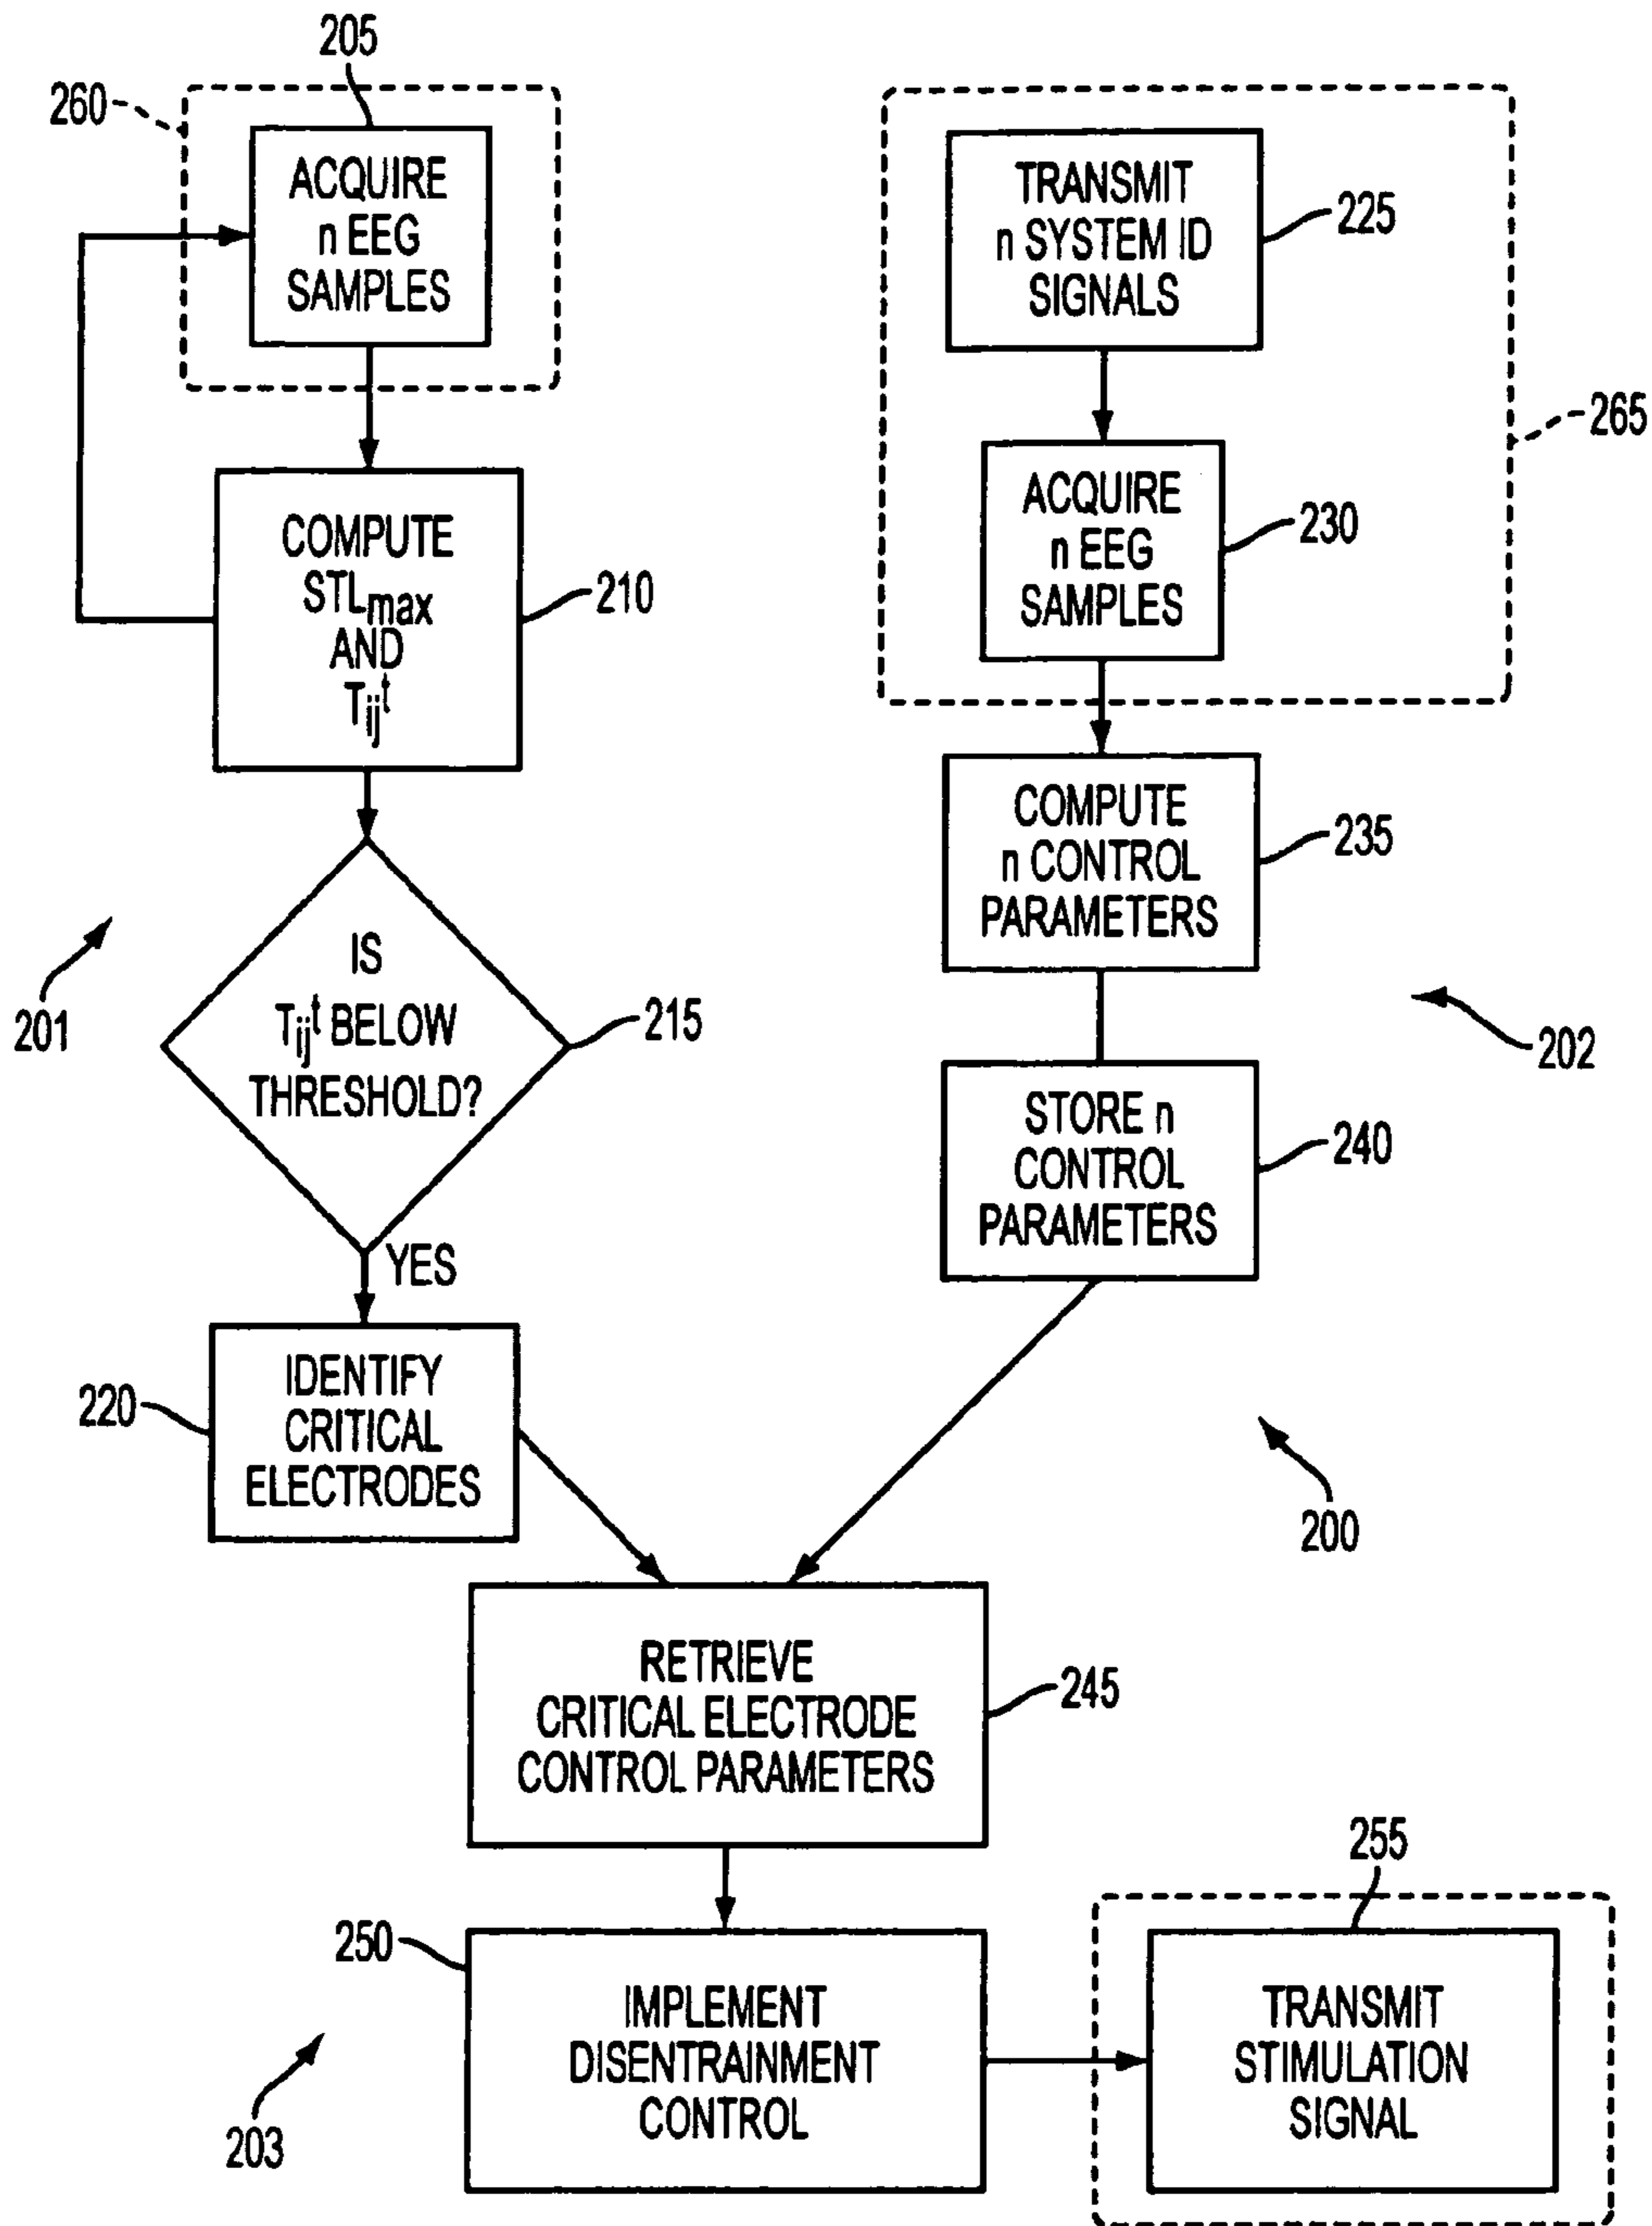 205
260
ACQUIRE
n EEG
SAMPLES
TRANSMIT
n SYSTEM ID
SIGNALS
225
265
COMPUTE
STLmax
AND
Tijt
210
ACQUIRE
n EEG
SAMPLES
230
COMPUTE
n CONTROL
PARAMETERS
235
201
IS
Tijt BELOW
THRESHOLD?
215
202
STORE n
CONTROL
PARAMETERS
240
YES
220
IDENTIFY
CRITICAL
ELECTRODES
200
RETRIEVE
CRITICAL ELECTRODE
CONTROL PARAMETERS
245
255
250
IMPLEMENT
DISENTRAINMENT
CONTROL
TRANSMIT
STIMULATION
SIGNAL
203